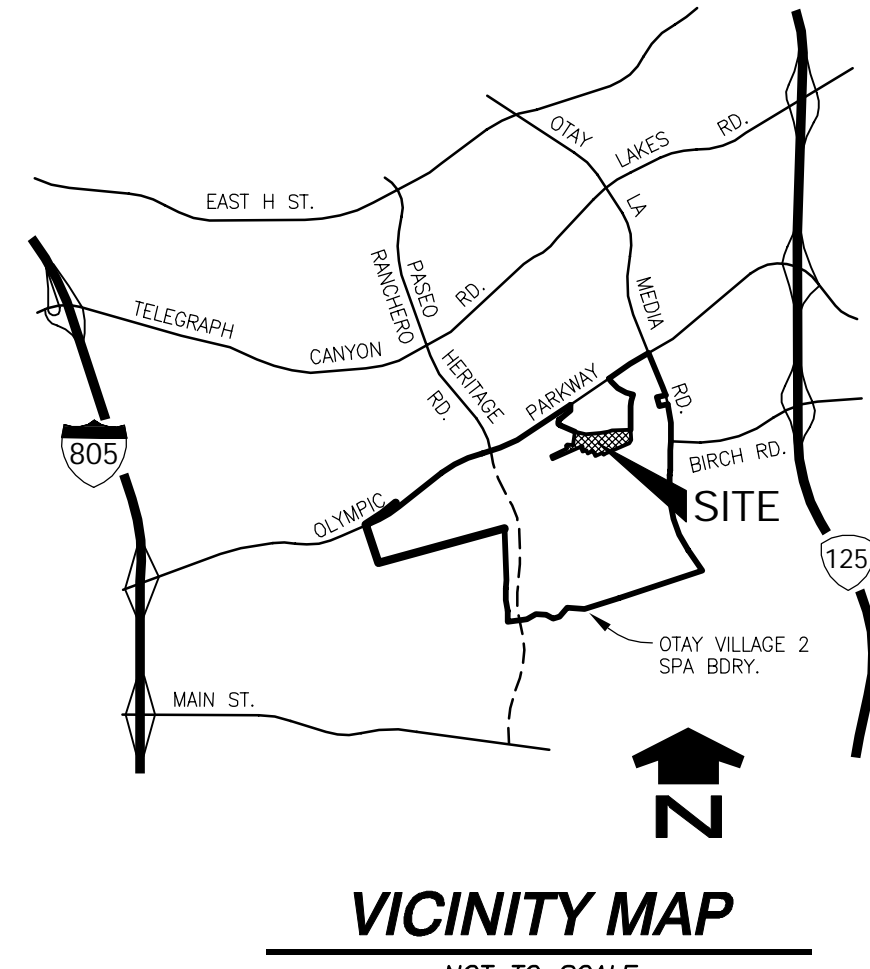 OTAY
LAKES
RD.
EAST H ST.
LA
MEDIA
RD.
PASEO
RANCHERO
TELEGRAPH
CANYON
RD.
HERITAGE
RD.
PARKWAY
805
BIRCH RD.
SITE
OLYMPIC
125
OTAY VILLAGE 2
SPA BDRY.
MAIN ST.
N
VICINITY MAP
NOT TO SCALE